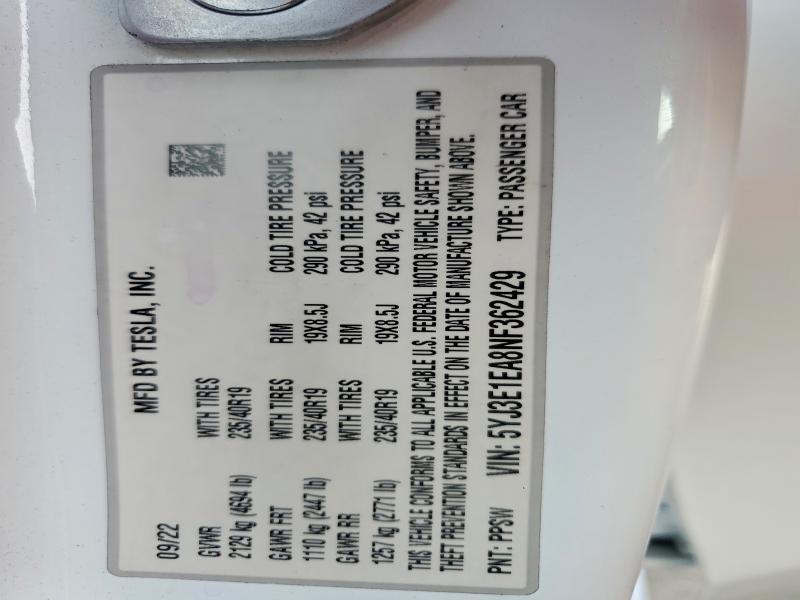 MFD BY TESLA, INC.
09/22
GVWR WITH TIRES
2129 kg (4694 lb) 235/40R19
GAWR FRT WITH TIRES RIM COLD TIRE PRESSURE
1110 kg (2447 lb) 235/40R19 19X8.5J 290 kPa, 42 psi
GAWR RR WITH TIRES RIM COLD TIRE PRESSURE
1257 kg (2771 lb) 235/40R19 19X8.5J 290 kPa, 42 psi
THIS VEHICLE CONFORMS TO ALL APPLICABLE U.S. FEDERAL MOTOR VEHICLE SAFETY, BUMPER, AND
THEFT PREVENTION STANDARDS IN EFFECT ON THE DATE OF MANUFACTURE SHOWN ABOVE.
PNT: PPSW VIN: 5YJ3E1EA8NF362429 TYPE: PASSENGER CAR